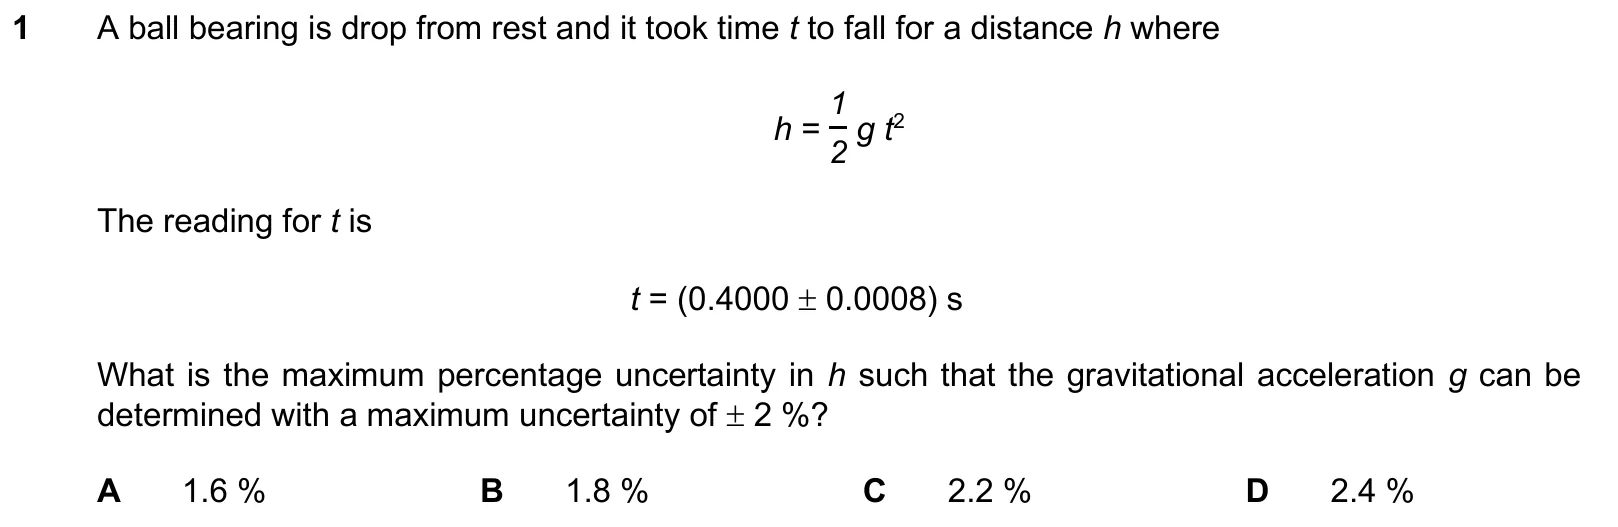 1 A ball bearing is drop from rest and it took time t to fall for a distance h where
h = 1/2 g t²
The reading for t is
t = (0.4000 ± 0.0008) s
What is the maximum percentage uncertainty in h such that the gravitational acceleration g can be
determined with a maximum uncertainty of ± 2 %?
A 1.6 % B 1.8 % C 2.2 % D 2.4 %